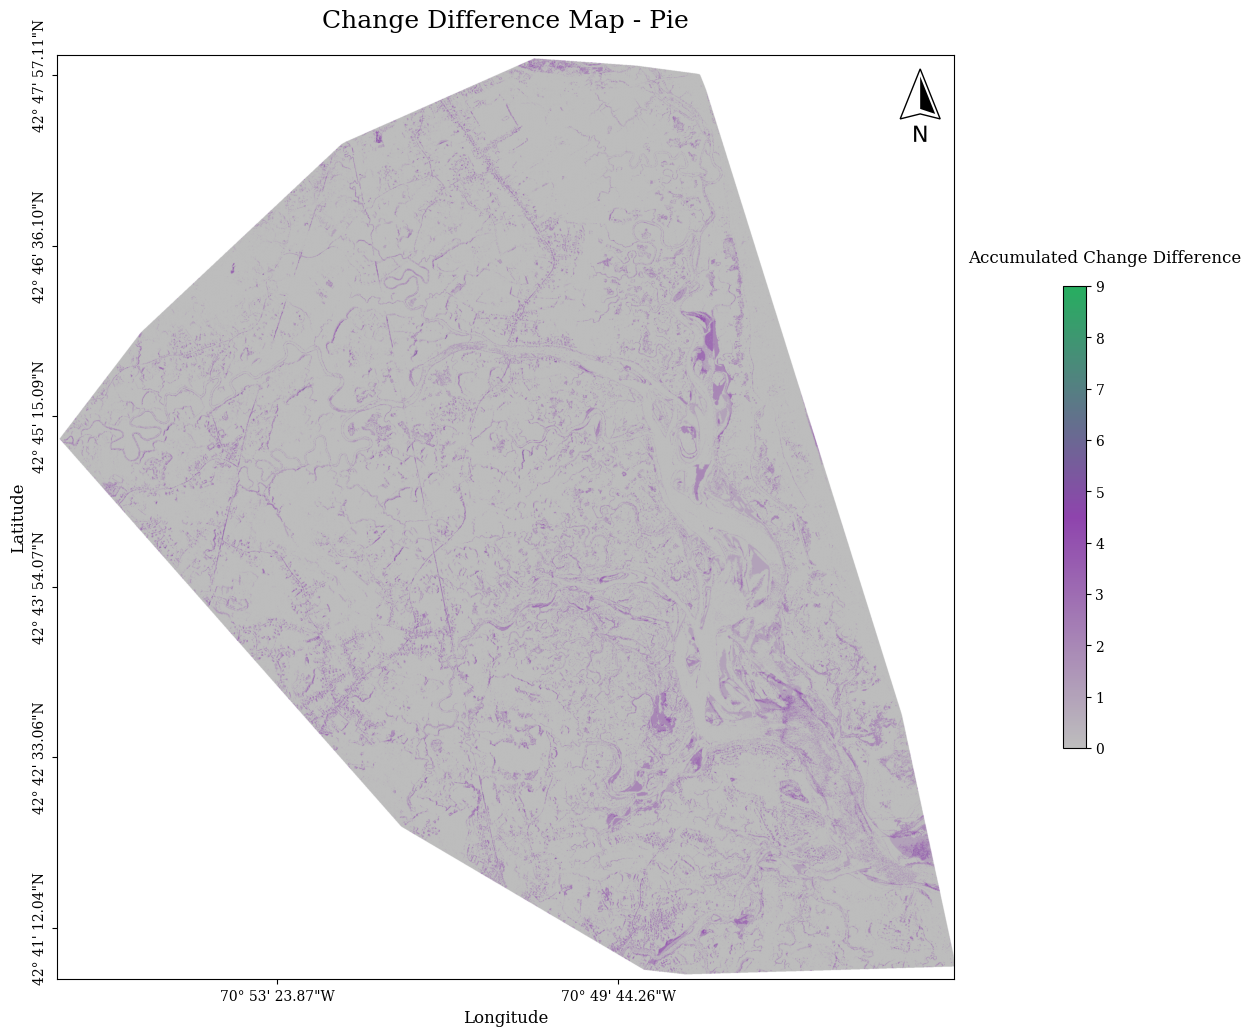 Change Difference Map - Pie
N
42° 47' 57.11"N
42° 46' 36.10"N
42° 45' 15.09"N
42° 43' 54.07"N
42° 42' 33.06"N
42° 41' 12.04"N
Latitude
70° 53' 23.87"W
70° 49' 44.26"W
Longitude
Accumulated Change Difference
9
8
7
6
5
4
3
2
1
0